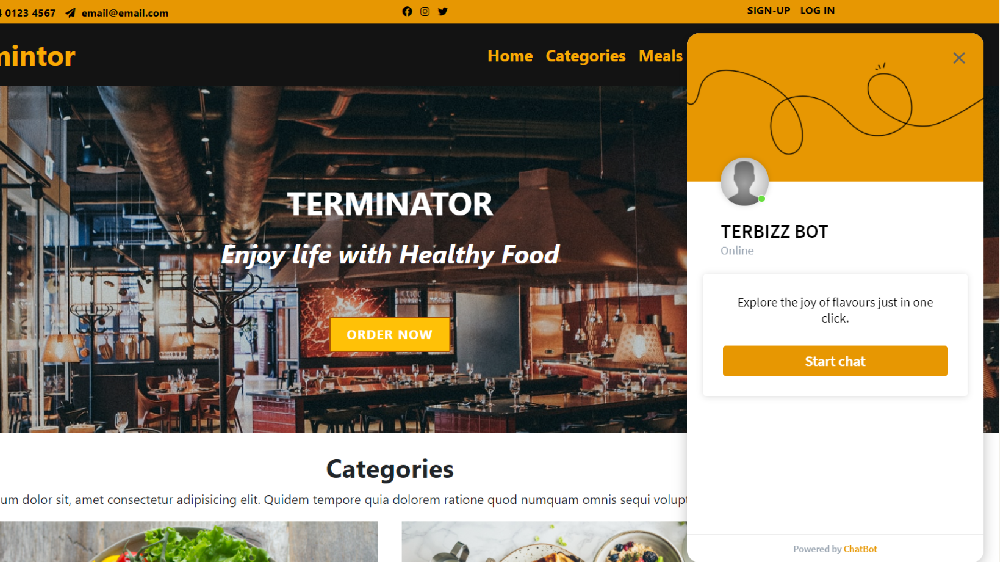 0123 4567 email@email.com
SIGN-UP LOG IN
mintor
Home Categories Meals
TERMINATOR
Enjoy life with Healthy Food
ORDER NOW
TERBIZZ BOT
Online
Explore the joy of flavours just in one
click.
Start chat
Categories
um dolor sit, amet consectetur adipisicing elit. Quidem tempore quia dolorem ratione quod numquam omnis sequi volupt
Powered by ChatBot